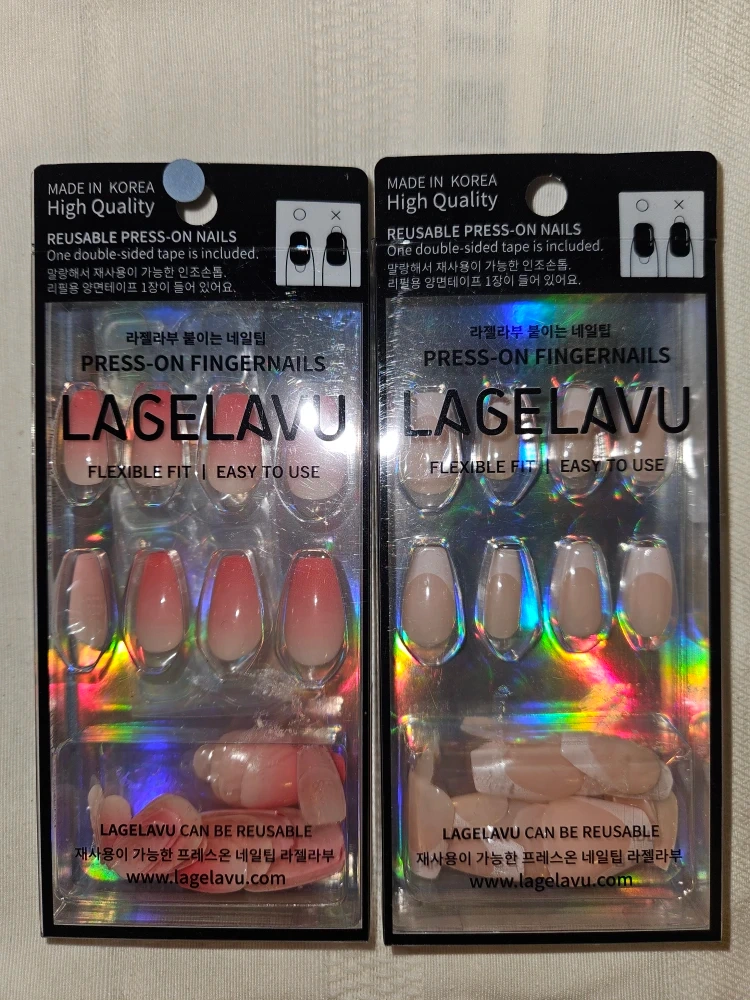 MADE IN KOREA
High Quality
REUSABLE PRESS-ON NAILS
One double-sided tape is included.
말랑해서 재사용이 가능한 인조손톱.
리필용 양면테이프 1장이 들어 있어요.
라젤라부 붙이는 네일팁
PRESS-ON FINGERNAILS
LAGELAVU
FLEXIBLE FIT | EASY TO USE
LAGELAVU CAN BE REUSABLE
재사용이 가능한 프레스온 네일팁 라젤라부
www.lagelavu.com
MADE IN KOREA
High Quality
REUSABLE PRESS-ON NAILS
One double-sided tape is included.
말랑해서 재사용이 가능한 인조손톱.
리필용 양면테이프 1장이 들어 있어요.
라젤라부 붙이는 네일팁
PRESS-ON FINGERNAILS
LAGELAVU
FLEXIBLE FIT | EASY TO USE
LAGELAVU CAN BE REUSABLE
재사용이 가능한 프레스온 네일팁 라젤라부
www.lagelavu.com